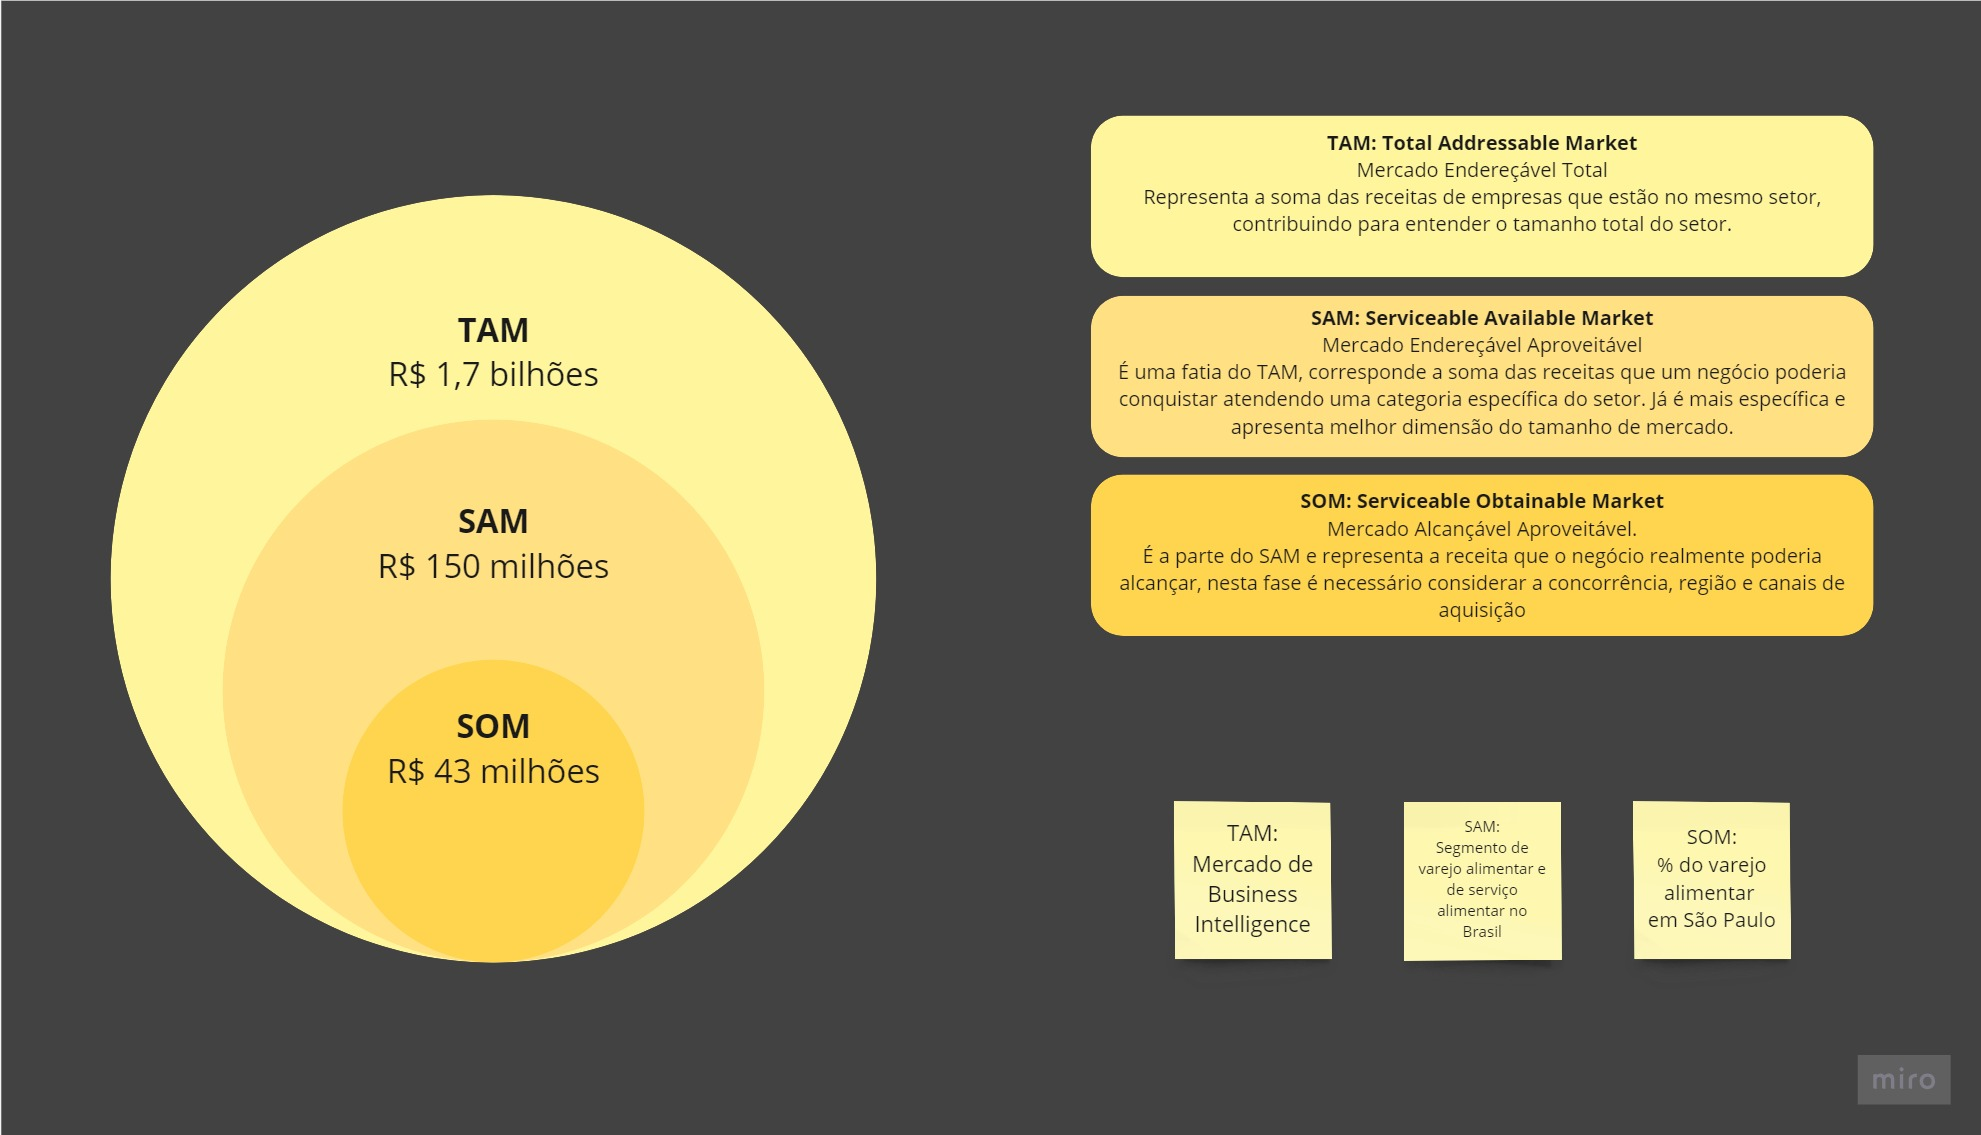 TAM
R$ 1,7 bilhões
SAM
R$ 150 milhões
SOM
R$ 43 milhões
TAM: Total Addressable Market
Mercado Endereçável Total
Representa a soma das receitas de empresas que estão no mesmo setor,
contribuindo para entender o tamanho total do setor.
SAM: Serviceable Available Market
Mercado Endereçável Aproveitável
É uma fatia do TAM, corresponde a soma das receitas que um negócio poderia
conquistar atendendo uma categoria específica do setor. Já é mais específica e
apresenta melhor dimensão do tamanho de mercado.
SOM: Serviceable Obtainable Market
Mercado Alcançável Aproveitável.
É a parte do SAM e representa a receita que o negócio realmente poderia
alcançar, nesta fase é necessário considerar a concorrência, região e canais de
aquisição
TAM:
Mercado de
Business
Intelligence
SAM:
Segmento de
varejo alimentar e
de serviço
alimentar no
Brasil
SOM:
% do varejo
alimentar
em São Paulo
miro